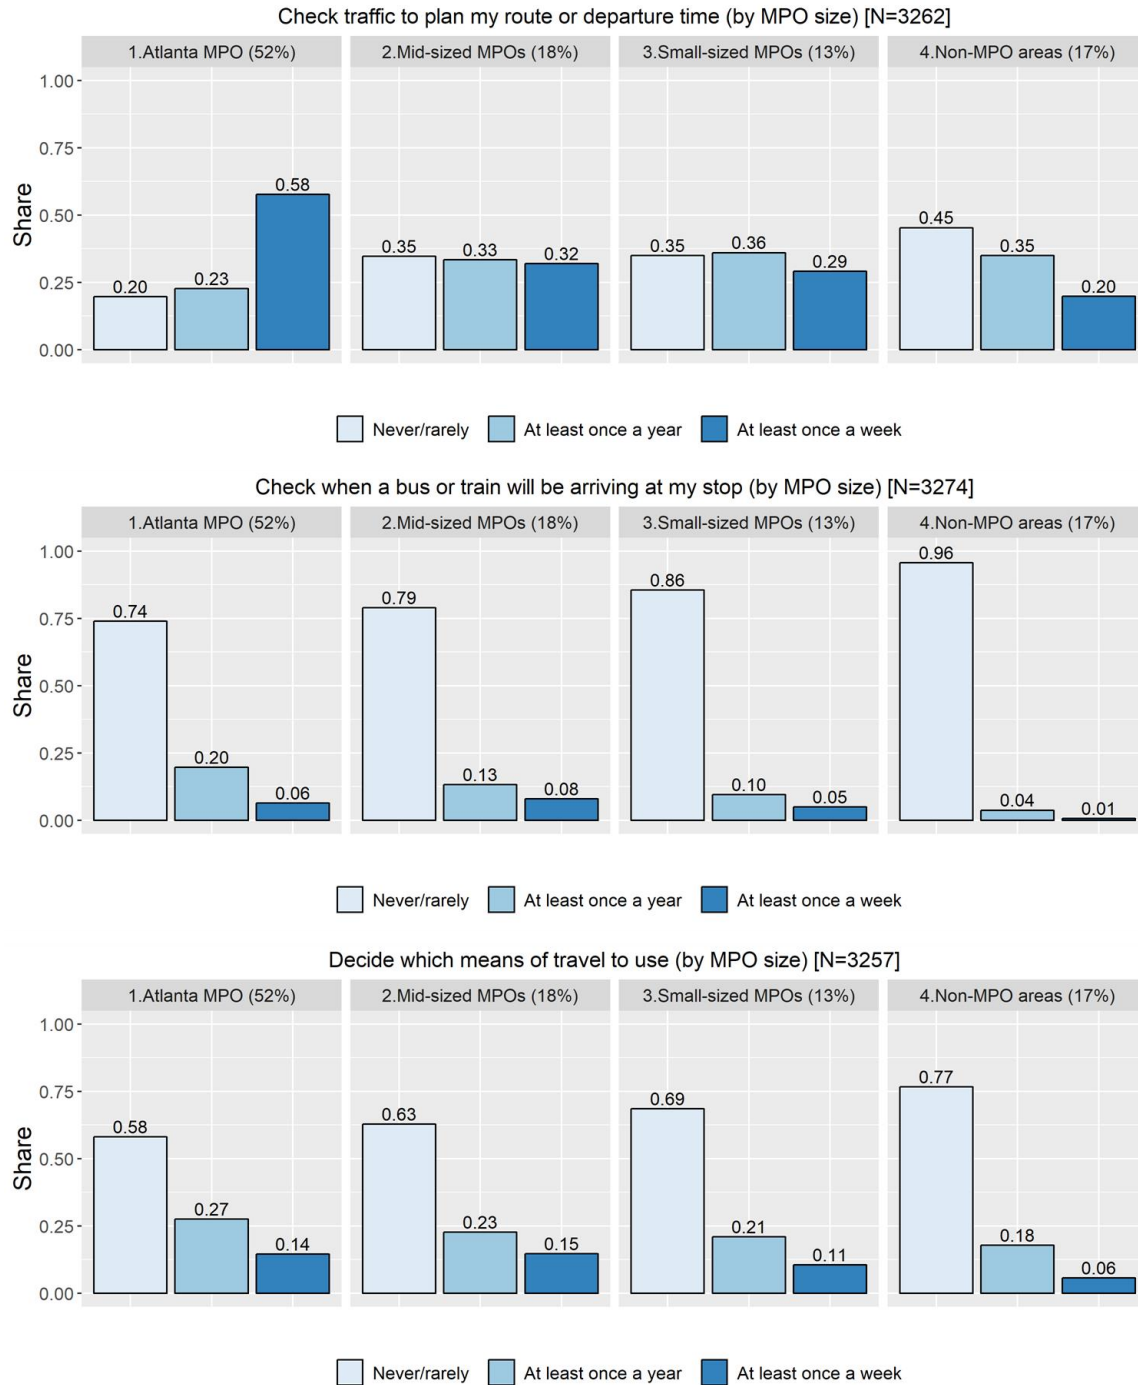 Check traffic to plan my route or departure time (by MPO size) [N=3262]
1.Atlanta MPO (52%) 2.Mid-sized MPOs (18%) 3.Small-sized MPOs (13%) 4.Non-MPO areas (17%)
1.00
0.75
0.50
0.25
0.00
Share
0.20 0.23 0.58 0.35 0.33 0.32 0.35 0.36 0.29 0.45 0.35 0.20
Never/rarely At least once a year At least once a week
Check when a bus or train will be arriving at my stop (by MPO size) [N=3274]
1.Atlanta MPO (52%) 2.Mid-sized MPOs (18%) 3.Small-sized MPOs (13%) 4.Non-MPO areas (17%)
1.00
0.75
0.50
0.25
0.00
Share
0.74 0.20 0.06 0.79 0.13 0.08 0.86 0.10 0.05 0.96 0.04 0.01
Never/rarely At least once a year At least once a week
Decide which means of travel to use (by MPO size) [N=3257]
1.Atlanta MPO (52%) 2.Mid-sized MPOs (18%) 3.Small-sized MPOs (13%) 4.Non-MPO areas (17%)
1.00
0.75
0.50
0.25
0.00
Share
0.58 0.27 0.14 0.63 0.23 0.15 0.69 0.21 0.11 0.77 0.18 0.06
Never/rarely At least once a year At least once a week